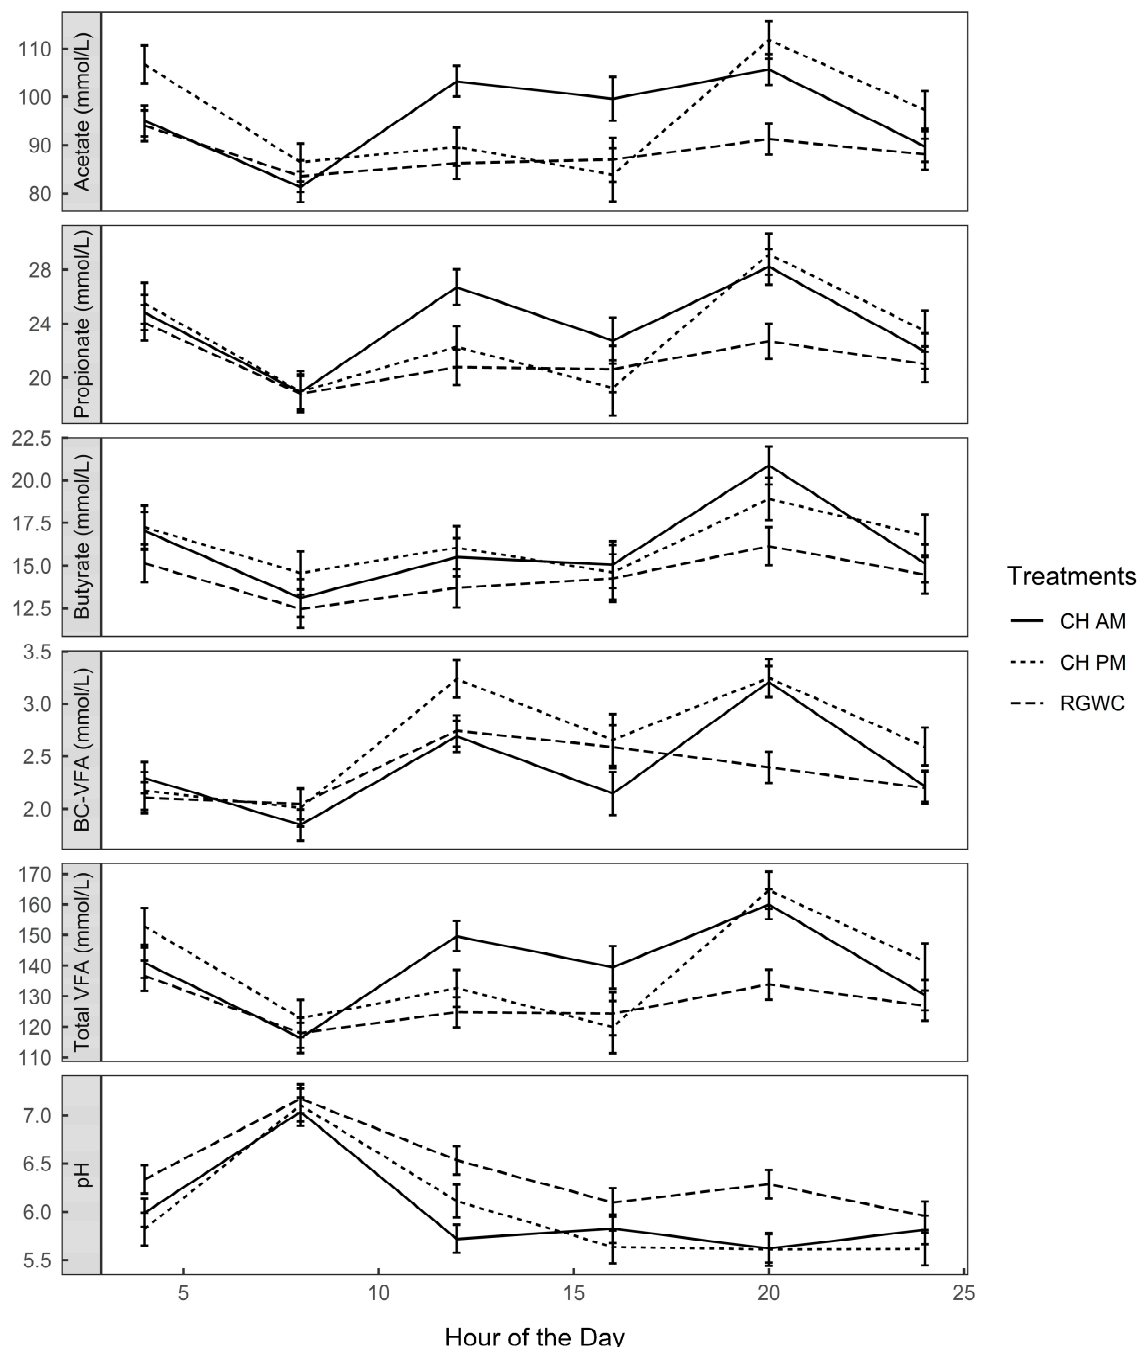 Acetate (mmol/L)
110
100
90
80
Propionate (mmol/L)
28
24
20
Butyrate (mmol/L)
22.5
20.0
17.5
15.0
12.5
BC-VFA (mmol/L)
3.5
3.0
2.5
2.0
Total VFA (mmol/L)
170
160
150
140
130
120
110
pH
7.0
6.5
6.0
5.5
5
10
15
20
25
Hour of the Day
Treatments
CH AM
CH PM
RGWC